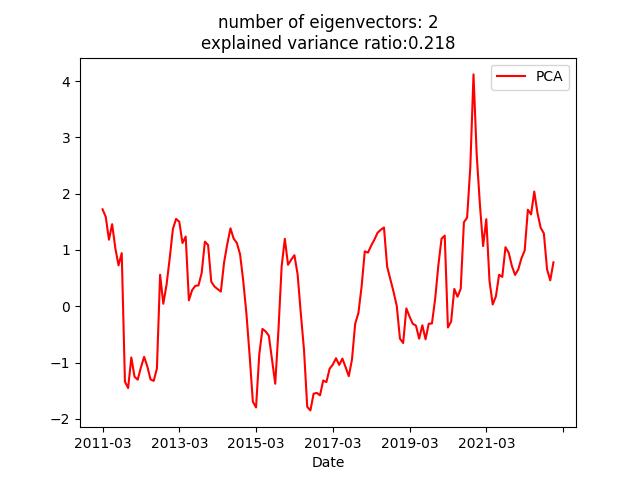 number of eigenvectors: 2
explained variance ratio:0.218
PCA
4
3
2
1
0
−1
−2
2011-03 2013-03 2015-03 2017-03 2019-03 2021-03
Date